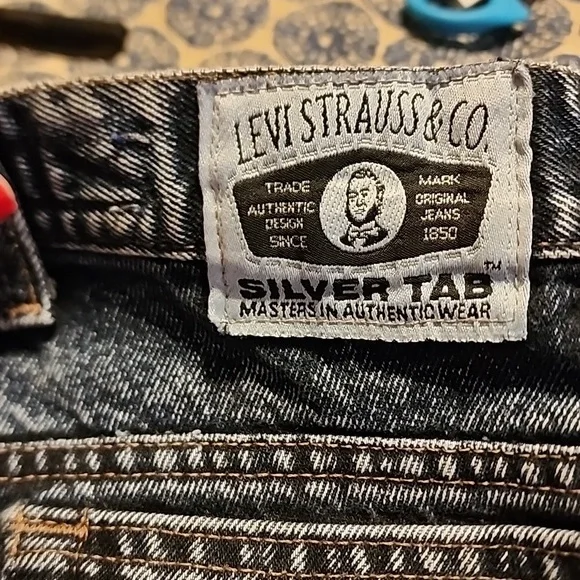 LEVI STRAUSS & CO.
TRADE MARK
AUTHENTIC ORIGINAL
DESIGN JEANS
SINCE 1850
SILVER TAB™
MASTERS IN AUTHENTIC WEAR